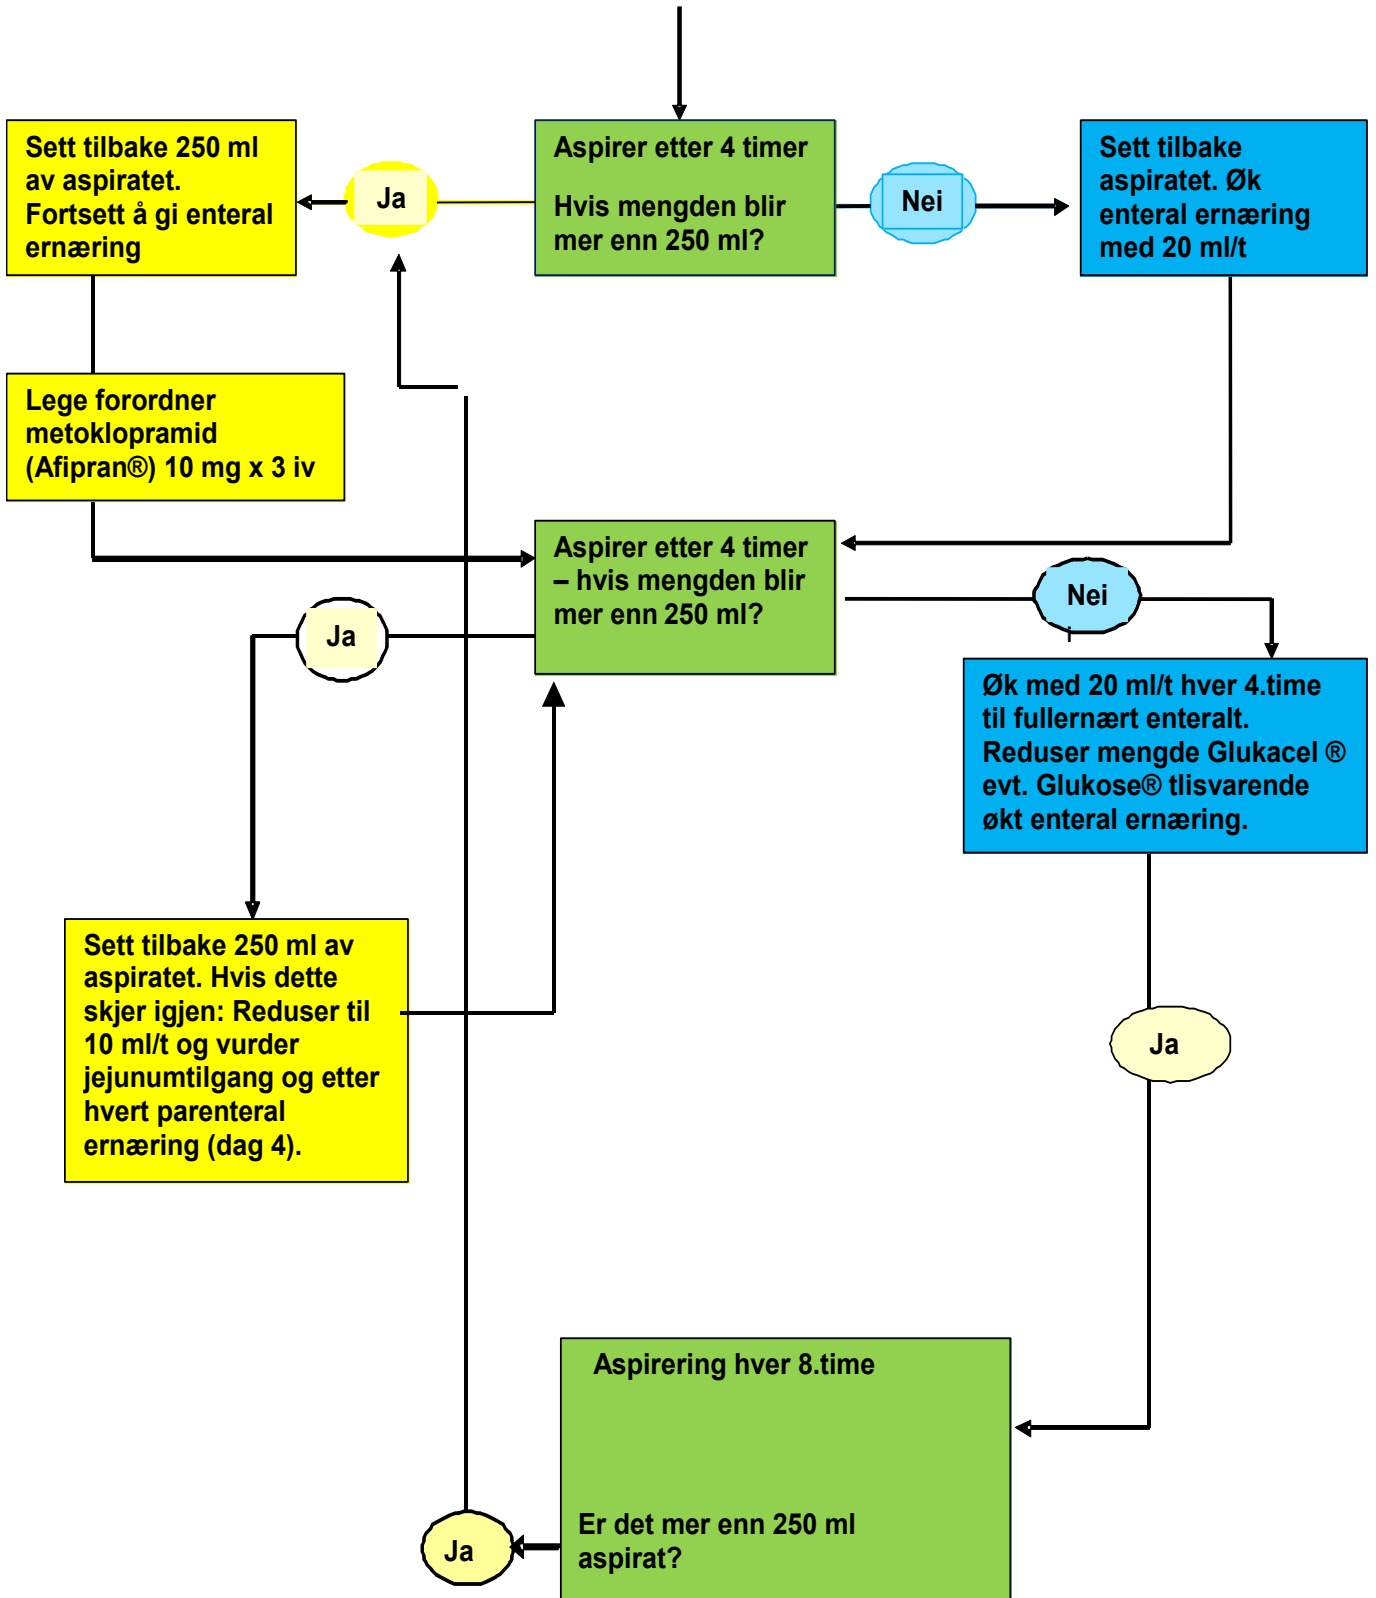 Sett tilbake 250 ml
av aspiratet.
Fortsett å gi enteral
ernæring
Ja
Aspirer etter 4 timer
Hvis mengden blir
mer enn 250 ml?
Nei
Sett tilbake
aspiratet. Øk
enteral ernæring
med 20 ml/t
Lege forordner
metoklopramid
(Afipran®) 10 mg x 3 iv
Aspirer etter 4 timer
– hvis mengden blir
mer enn 250 ml?
Nei
Ja
Øk med 20 ml/t hver 4.time
til fullernært enteralt.
Reduser mengde Glukacel ®
evt. Glukose® tlisvarende
økt enteral ernæring.
Sett tilbake 250 ml av
aspiratet. Hvis dette
skjer igjen: Reduser til
10 ml/t og vurder
jejunumtilgang og etter
hvert parenteral
ernæring (dag 4).
Ja
Aspirering hver 8.time
Er det mer enn 250 ml
aspirat?
Ja